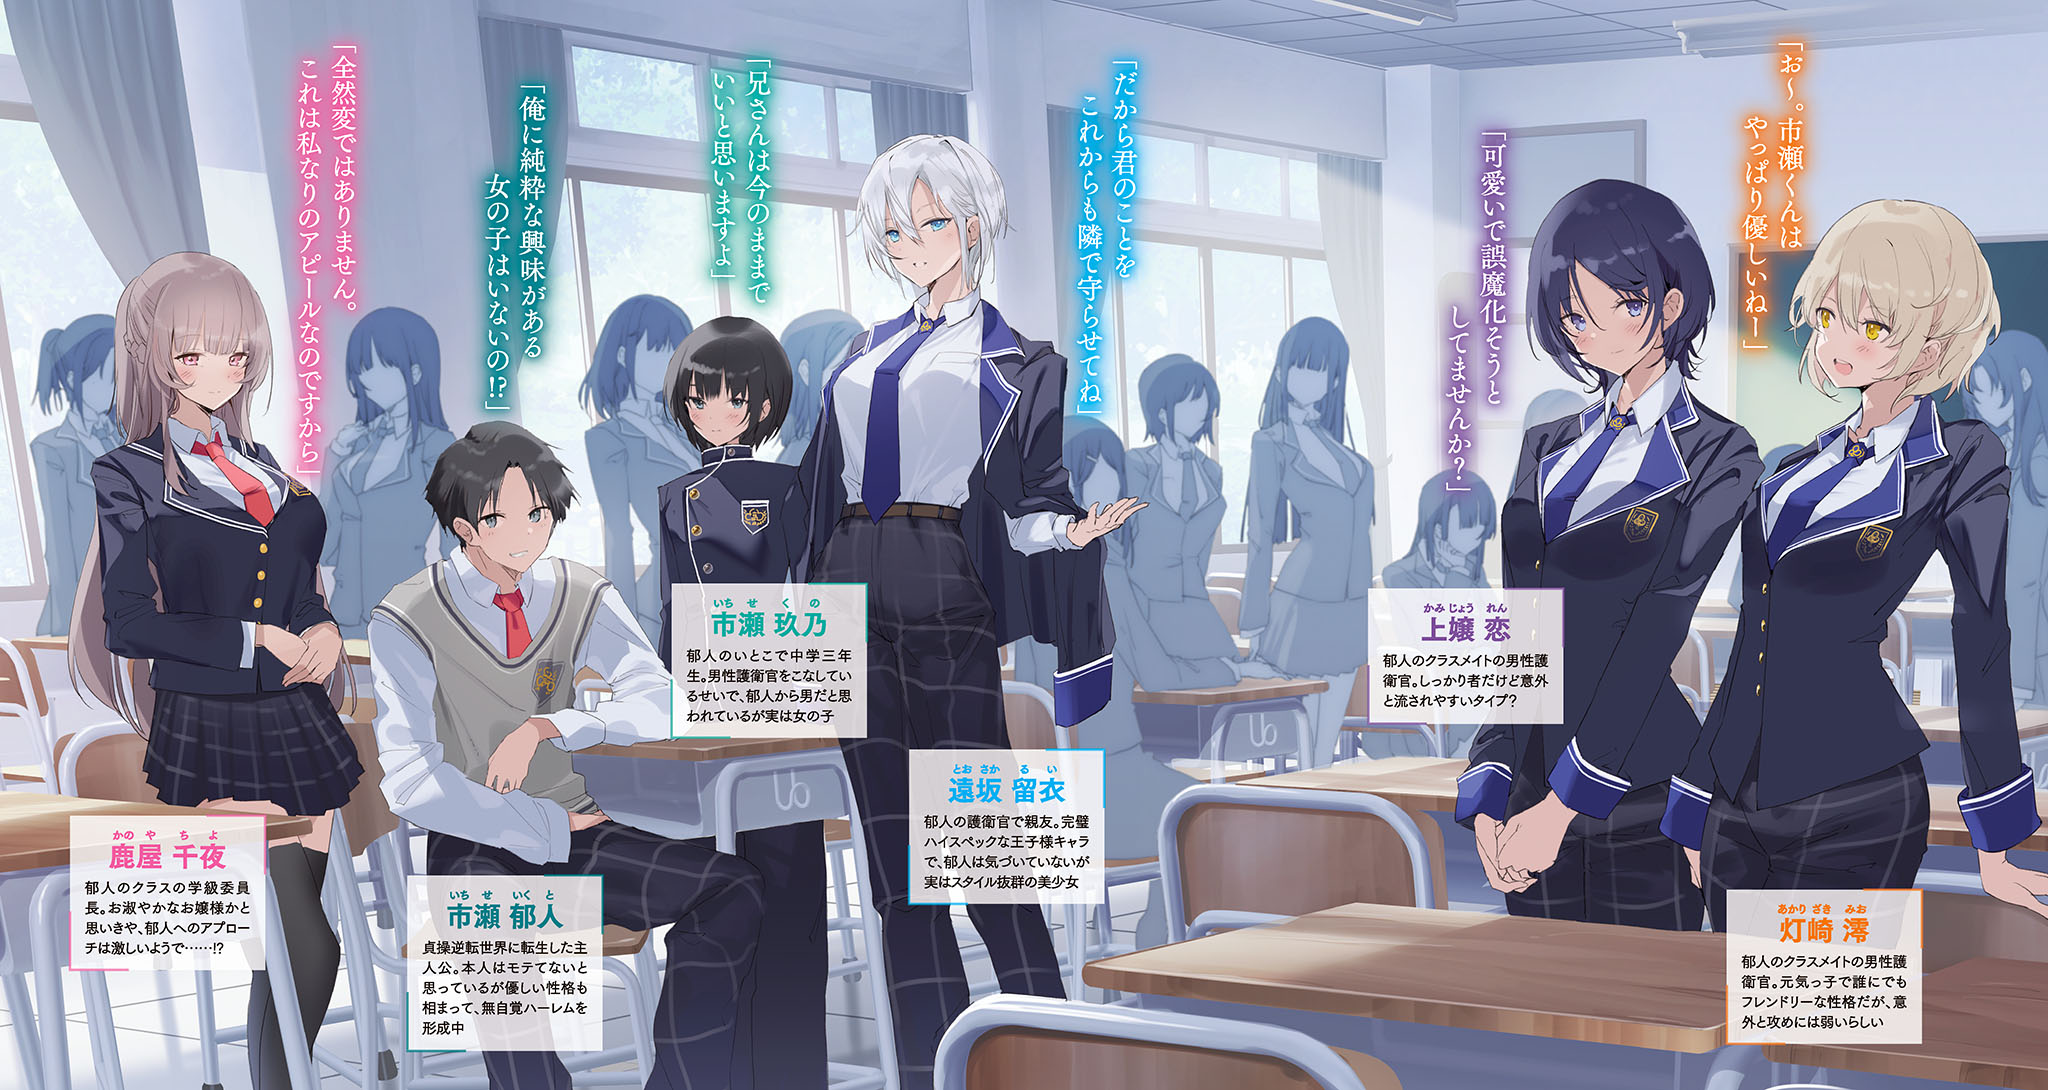 「お～。市瀬くんは
やっぱり優しいねー」
「可愛いで誤魔化そうと
してませんか？」
「だから君のことを
これからも隣で守らせてね」
「兄さんは今のままで
いいと思いますよ」
「俺に純粋な興味がある
女の子はいないの!?」
「全然変ではありません。
これは私なりのアピールなのですから」
かの や ち よ
鹿屋 千夜
郁人のクラスの学級委員
長。お淑やかなお嬢様かと
思いきや、郁人へのアプロー
チは激しいようで……!?
いち せ いく と
市瀬 郁人
貞操逆転世界に転生した主
人公。本人はモテてないと
思っているが優しい性格も
相まって、無自覚ハーレムを
形成中
いち せ く の
市瀬 玖乃
郁人のいとこで中学三年
生。男性護衛官をこなしてい
るせいで、郁人から男だと思
われているが実は女の子
とお さか る い
遠坂 留衣
郁人の護衛官で親友。完璧
ハイスペックな王子様キャラ
で、郁人は気づいていないが
実はスタイル抜群の美少女
かみ じょう れん
上嬢 恋
郁人のクラスメイトの男性護
衛官。しっかり者だけど意外
と流されやすいタイプ？
あかり ざき みお
灯崎 澪
郁人のクラスメイトの男性護
衛官。元気っ子で誰にでも
フレンドリーな性格だが、意
外と攻めには弱いらしい